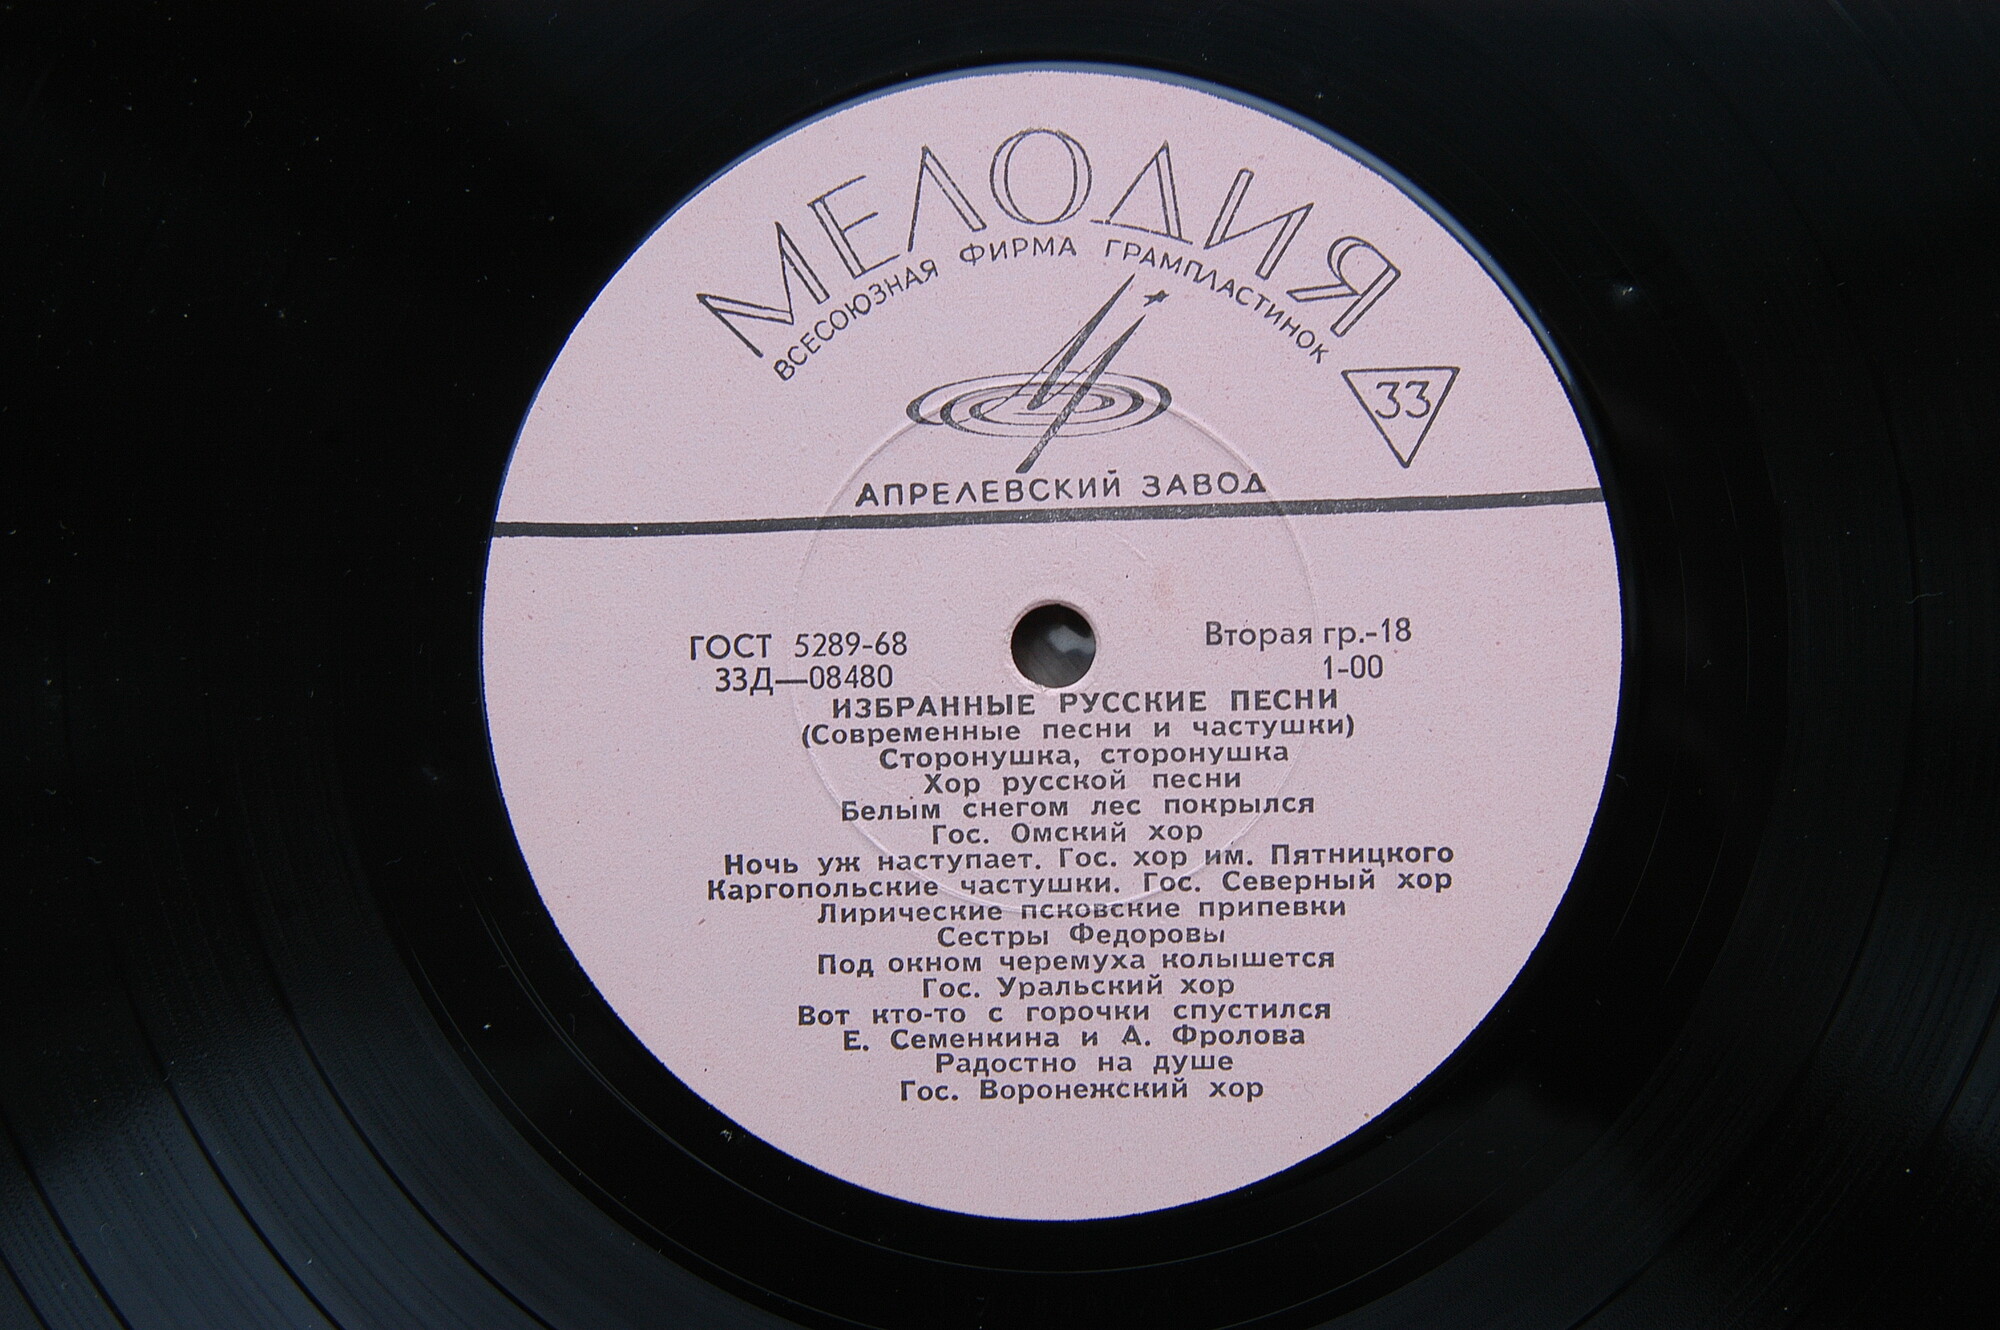 МЕЛОДИЯ
ВСЕСОЮЗНАЯ ФИРМА ГРАМПЛАСТИНОК
33
АПРЕЛЕВСКИЙ ЗАВОД
ГОСТ 5289-68
Вторая гр.-18
33Д—08480
1-00
ИЗБРАННЫЕ РУССКИЕ ПЕСНИ
(Современные песни и частушки)
Сторонушка, сторонушка
Хор русской песни
Белым снегом лес покрылся
Гос. Омский хор
Ночь уж наступает. Гос. хор им. Пятницкого
Каргопольские частушки. Гос. Северный хор
Лирические псковские припевки
Сестры Федоровы
Под окном черемуха колышется
Гос. Уральский хор
Вот кто-то с горочки спустился
Е. Семенкина и А. Фролова
Радостно на душе
Гос. Воронежский хор